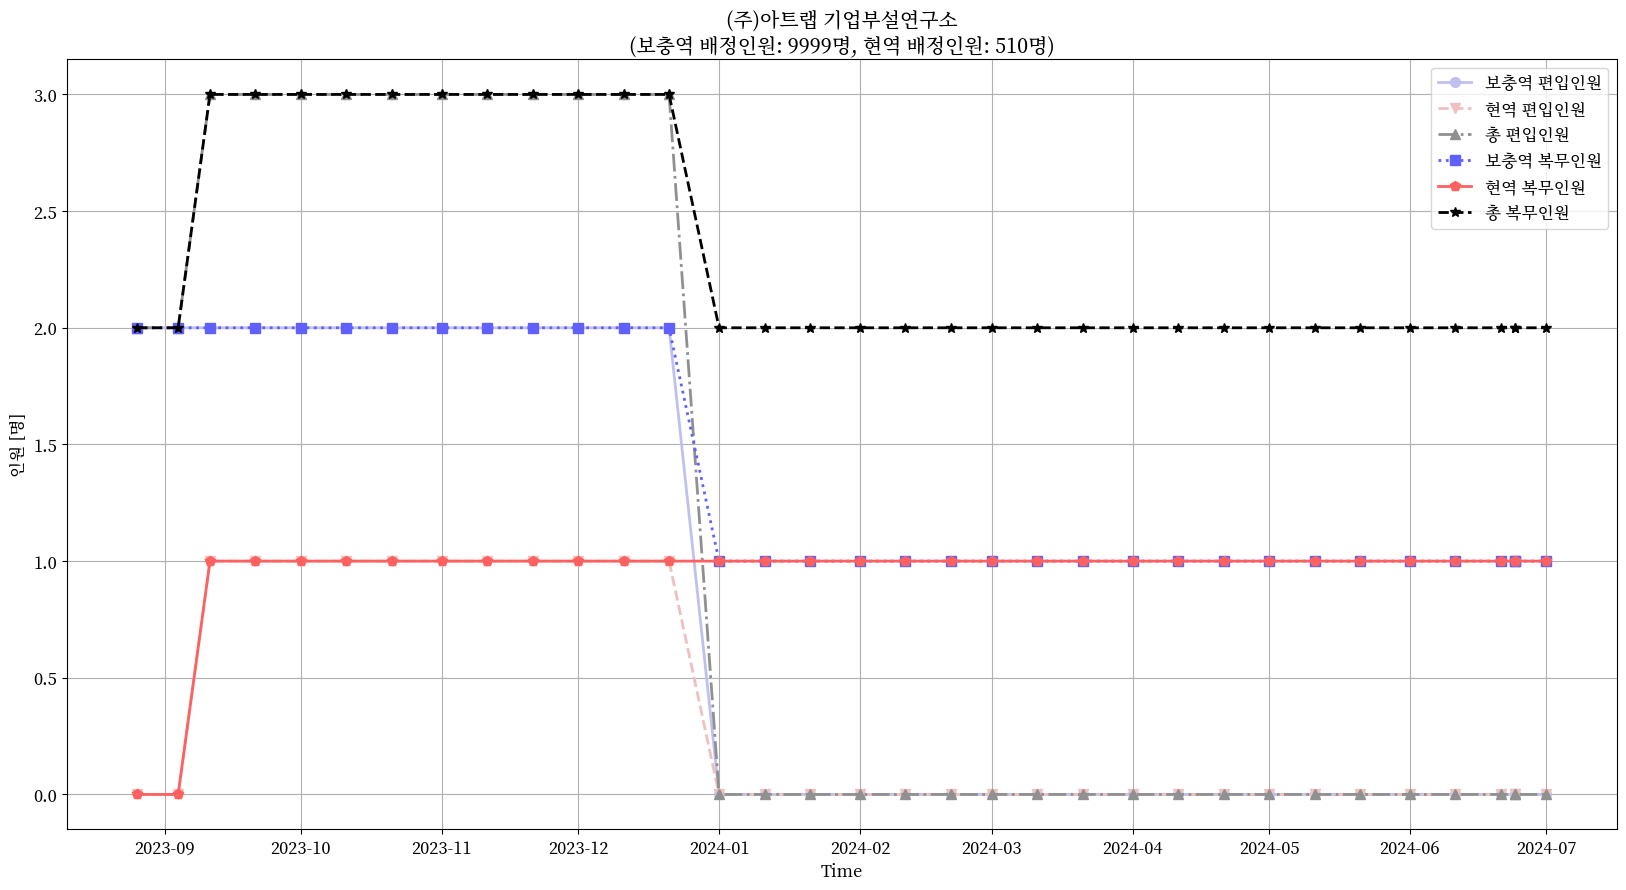 (주)아트랩 기업부설연구소
(보충역 배정인원: 9999명, 현역 배정인원: 510명)
보충역 편입인원
현역 편입인원
총 편입인원
보충역 복무인원
현역 복무인원
총 복무인원
3.0
2.5
2.0
1.5
1.0
0.5
0.0
인원 [명]
2023-09
2023-10
2023-11
2023-12
2024-01
2024-02
2024-03
2024-04
2024-05
2024-06
2024-07
Time